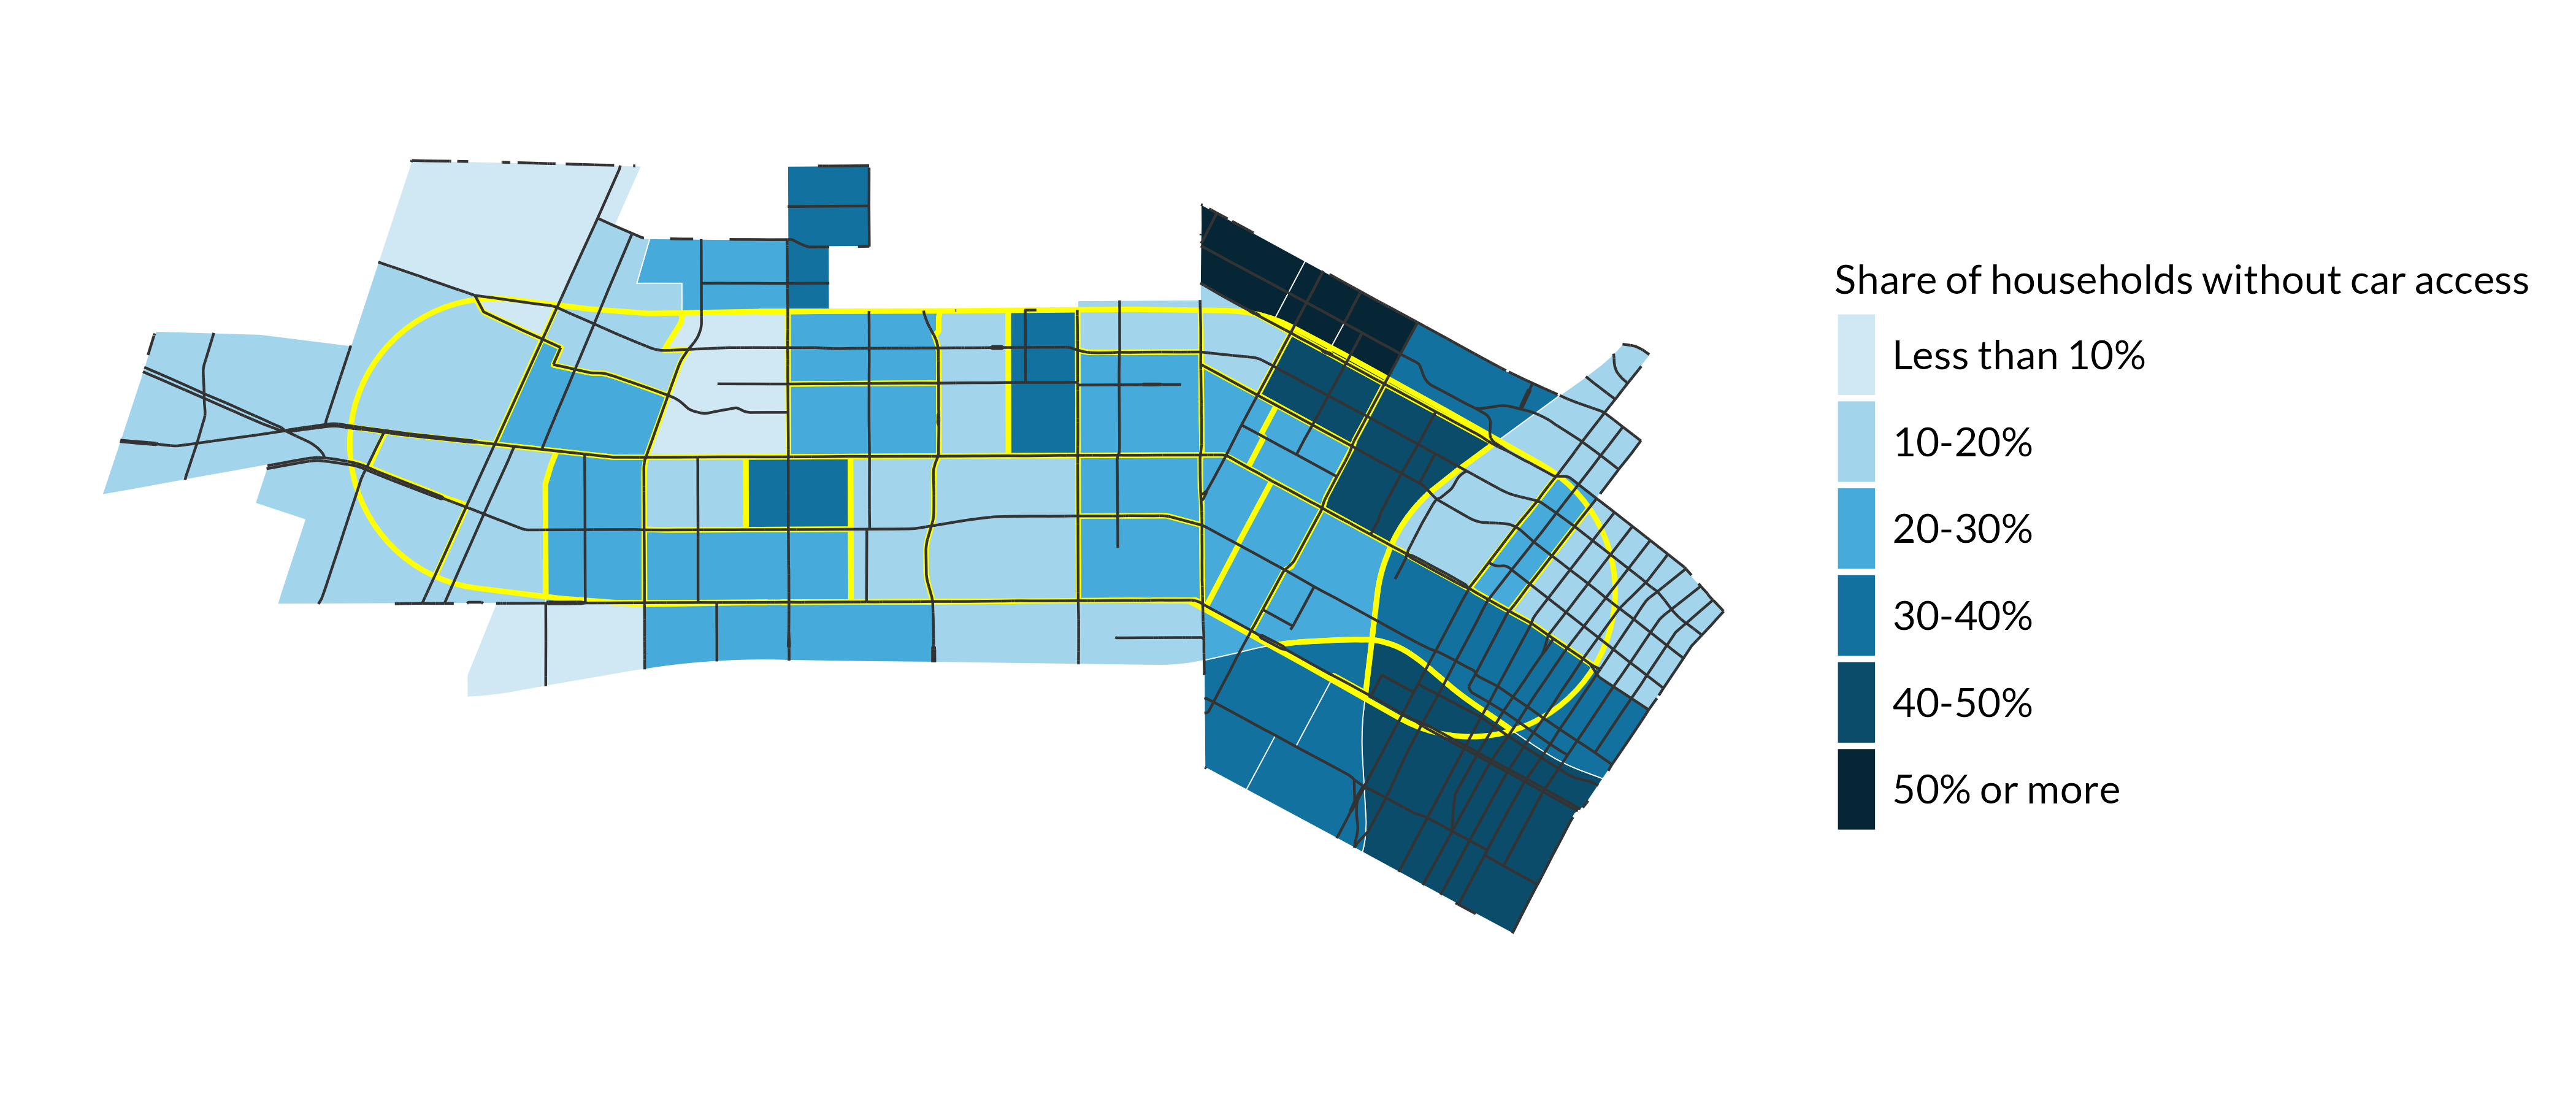 Share of households without car access
Less than 10%
10-20%
20-30%
30-40%
40-50%
50% or more